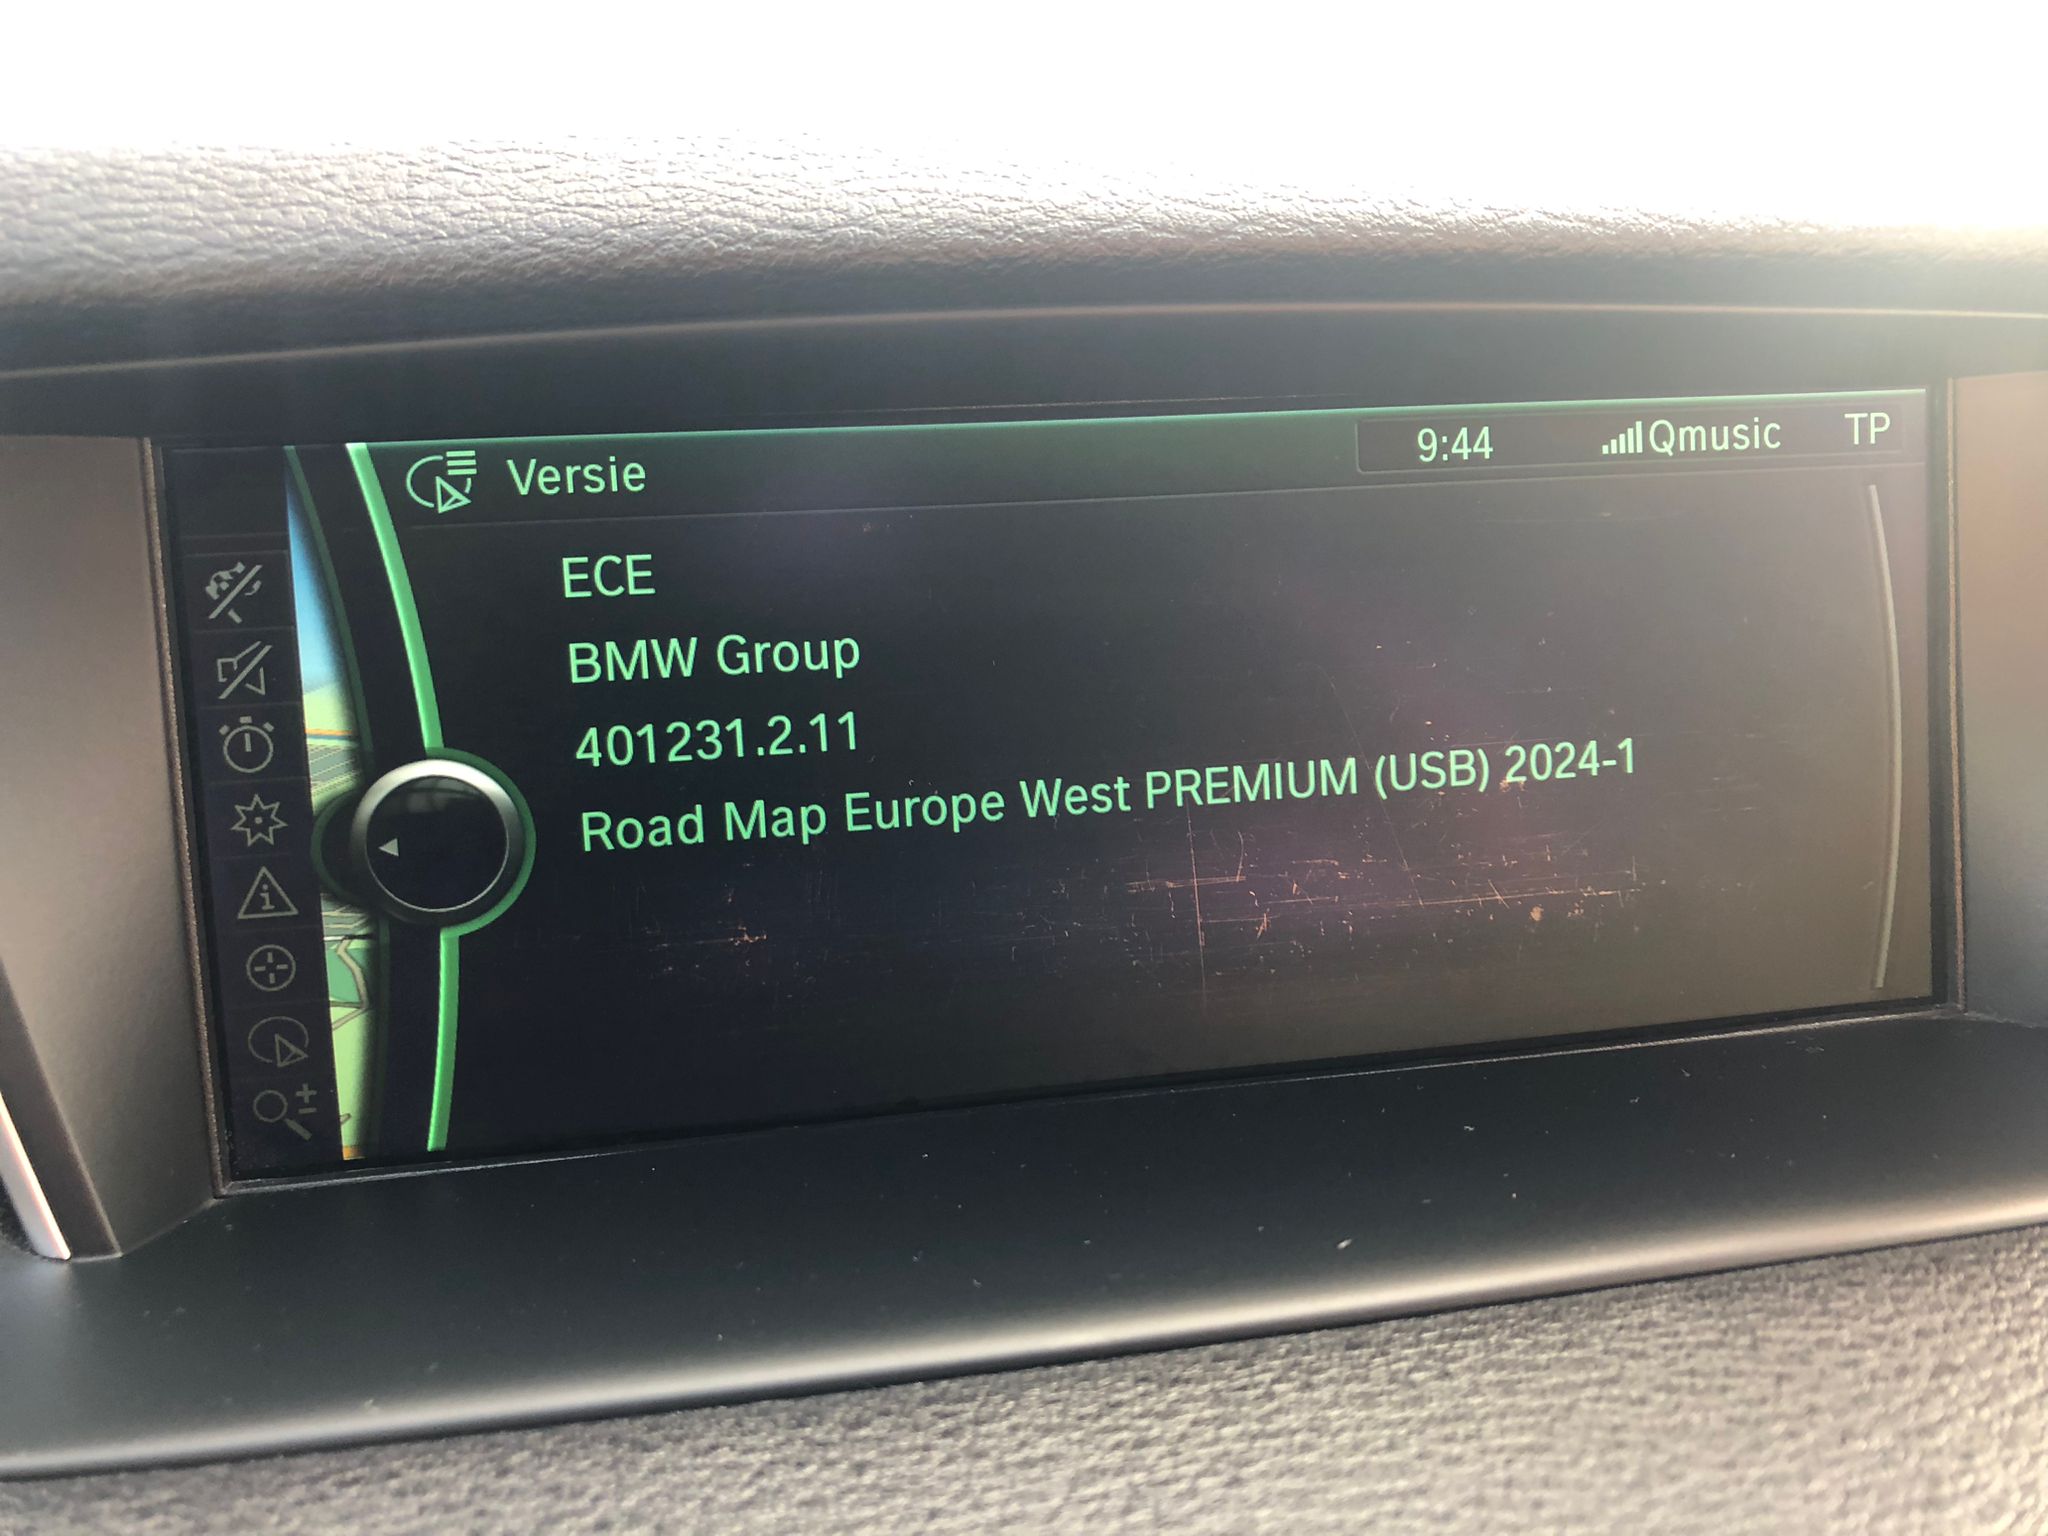 Versie
9:44
Qmusic
TP
ECE
BMW Group
401231.2.11
Road Map Europe West PREMIUM (USB) 2024-1